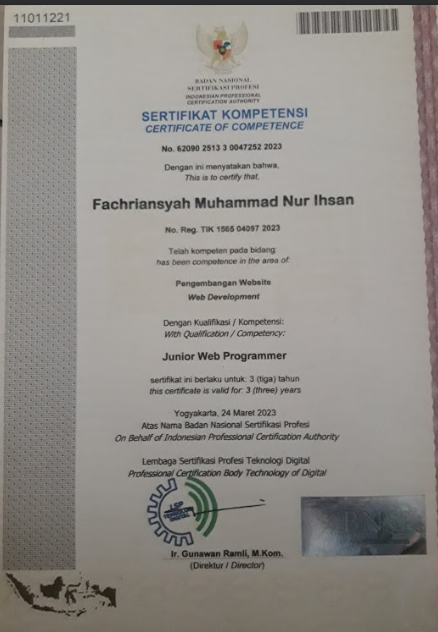 11011221
BADAN NASIONAL
SERTIFIKASI PROFESI
INDONESIAN PROFESSIONAL
CERTIFICATION AUTHORITY
SERTIFIKAT KOMPETENSI
CERTIFICATE OF COMPETENCE
No. 62090 2513 3 0047252 2023
Dengan ini menyatakan bahwa,
This is to certify that,
Fachriansyah Muhammad Nur Ihsan
No. Reg. TIK 1565 04097 2023
Telah kompeten pada bidang:
has been competence in the area of:
Pengembangan Website
Web Development
Dengan Kualifikasi / Kompetensi:
With Qualification / Competency:
Junior Web Programmer
sertifikat ini berlaku untuk: 3 (tiga) tahun
this certificate is valid for: 3 (three) years
Yogyakarta, 24 Maret 2023
Atas Nama Badan Nasional Sertifikasi Profesi
On Behalf of Indonesian Professional Certification Authority
Lembaga Sertifikasi Profesi Teknologi Digital
Professional Certification Body Technology of Digital
LSP
DIGITAL
Ir. Gunawan Ramli, M.Kom.
(Direktur / Director)